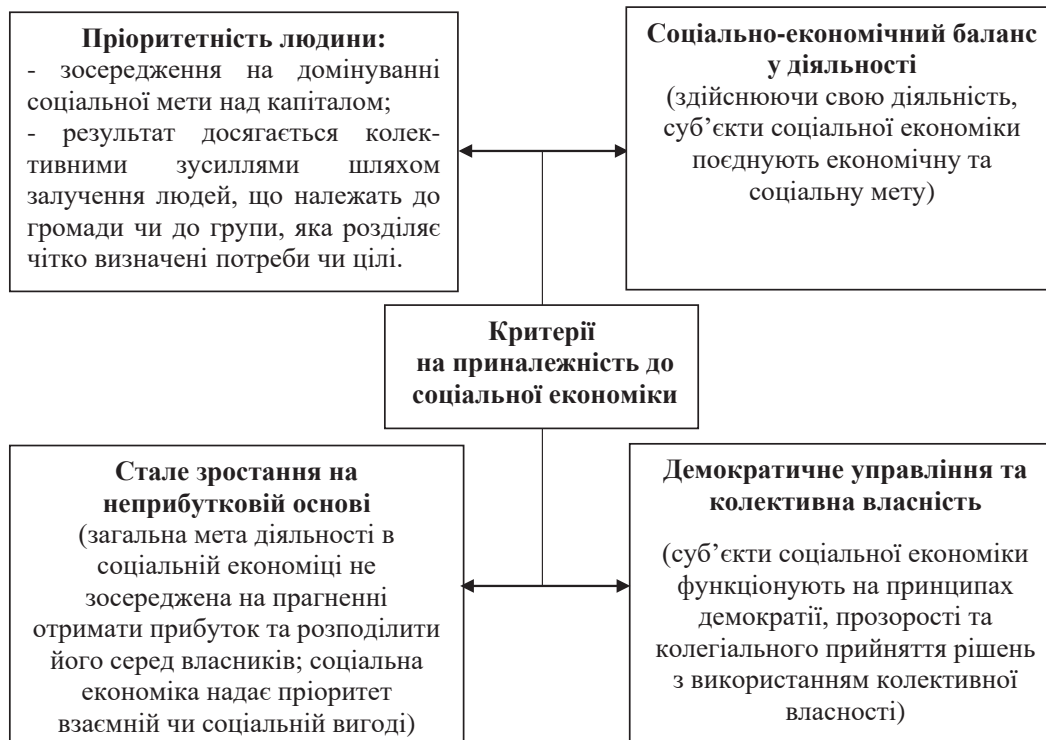 Пріоритетність людини:
- зосередження на домінуванні
соціальної мети над капіталом;
- результат досягається колек-
тивними зусиллями шляхом
залучення людей, що належать до
громади чи до групи, яка розділяє
чітко визначені потреби чи цілі.
Соціально-економічний баланс
у діяльності
(здійснюючи свою діяльність,
суб’єкти соціальної економіки
поєднують економічну та
соціальну мету)
Критерії
на приналежність до
соціальної економіки
Стале зростання на
неприбутковій основі
(загальна мета діяльності в
соціальній економіці не
зосереджена на прагненні
отримати прибуток та розподілити
його серед власників; соціальна
економіка надає пріоритет
взаємній чи соціальній вигоді)
Демократичне управління та
колективна власність
(суб’єкти соціальної економіки
функціонують на принципах
демократії, прозорості та
колегіального прийняття рішень
з використанням колективної
власності)